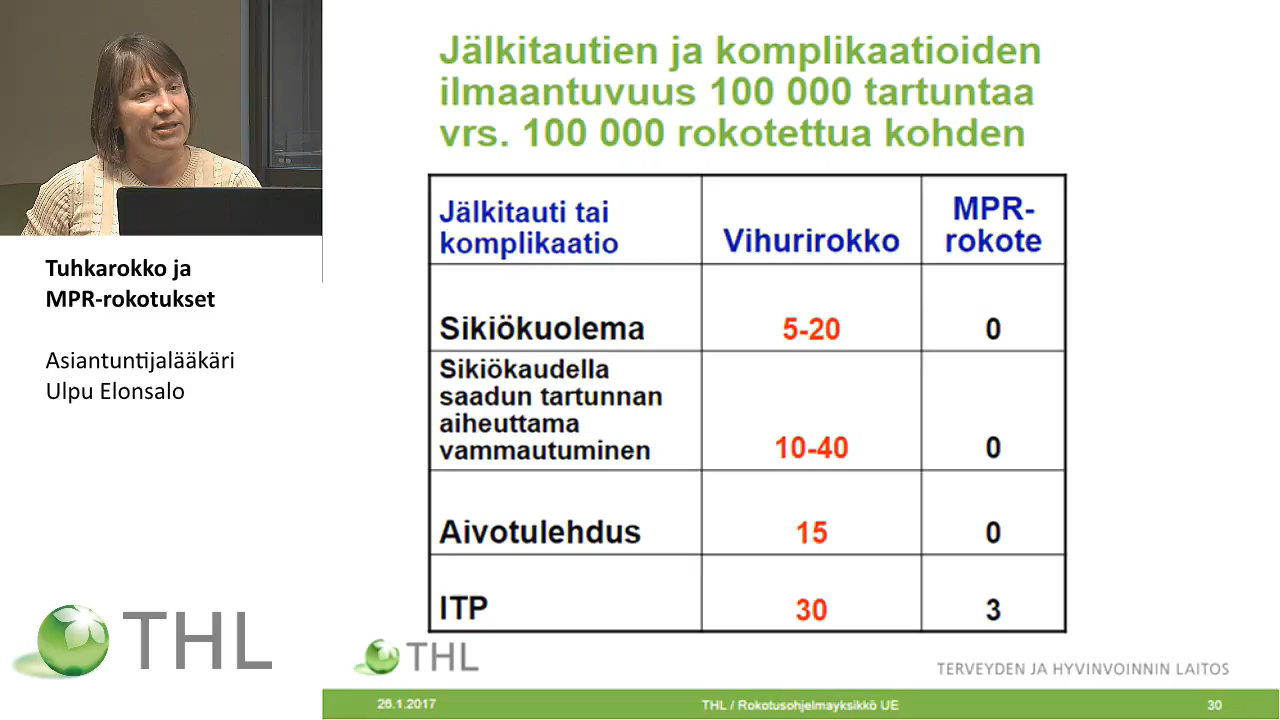 Jälkitautien ja komplikaatioiden
ilmaantuvuus 100 000 tartuntaa
vrs. 100 000 rokotettua kohden
Jälkitauti tai
komplikaatio
Vihurirokko
MPR-
rokote
Sikiökuolema
5-20
0
Sikiökaudella
saadun tartunnan
aiheuttama
vammautuminen
10-40
0
Aivotulehdus
15
0
ITP
30
3
Tuhkarokko ja
MPR-rokotukset
Asiantuntijalääkäri
Ulpu Elonsalo
THL
THL
TERVEYDEN JA HYVINVOINNIN LAITOS
26.1.2017
THL / Rokotusohjelmayksikkö UE
30